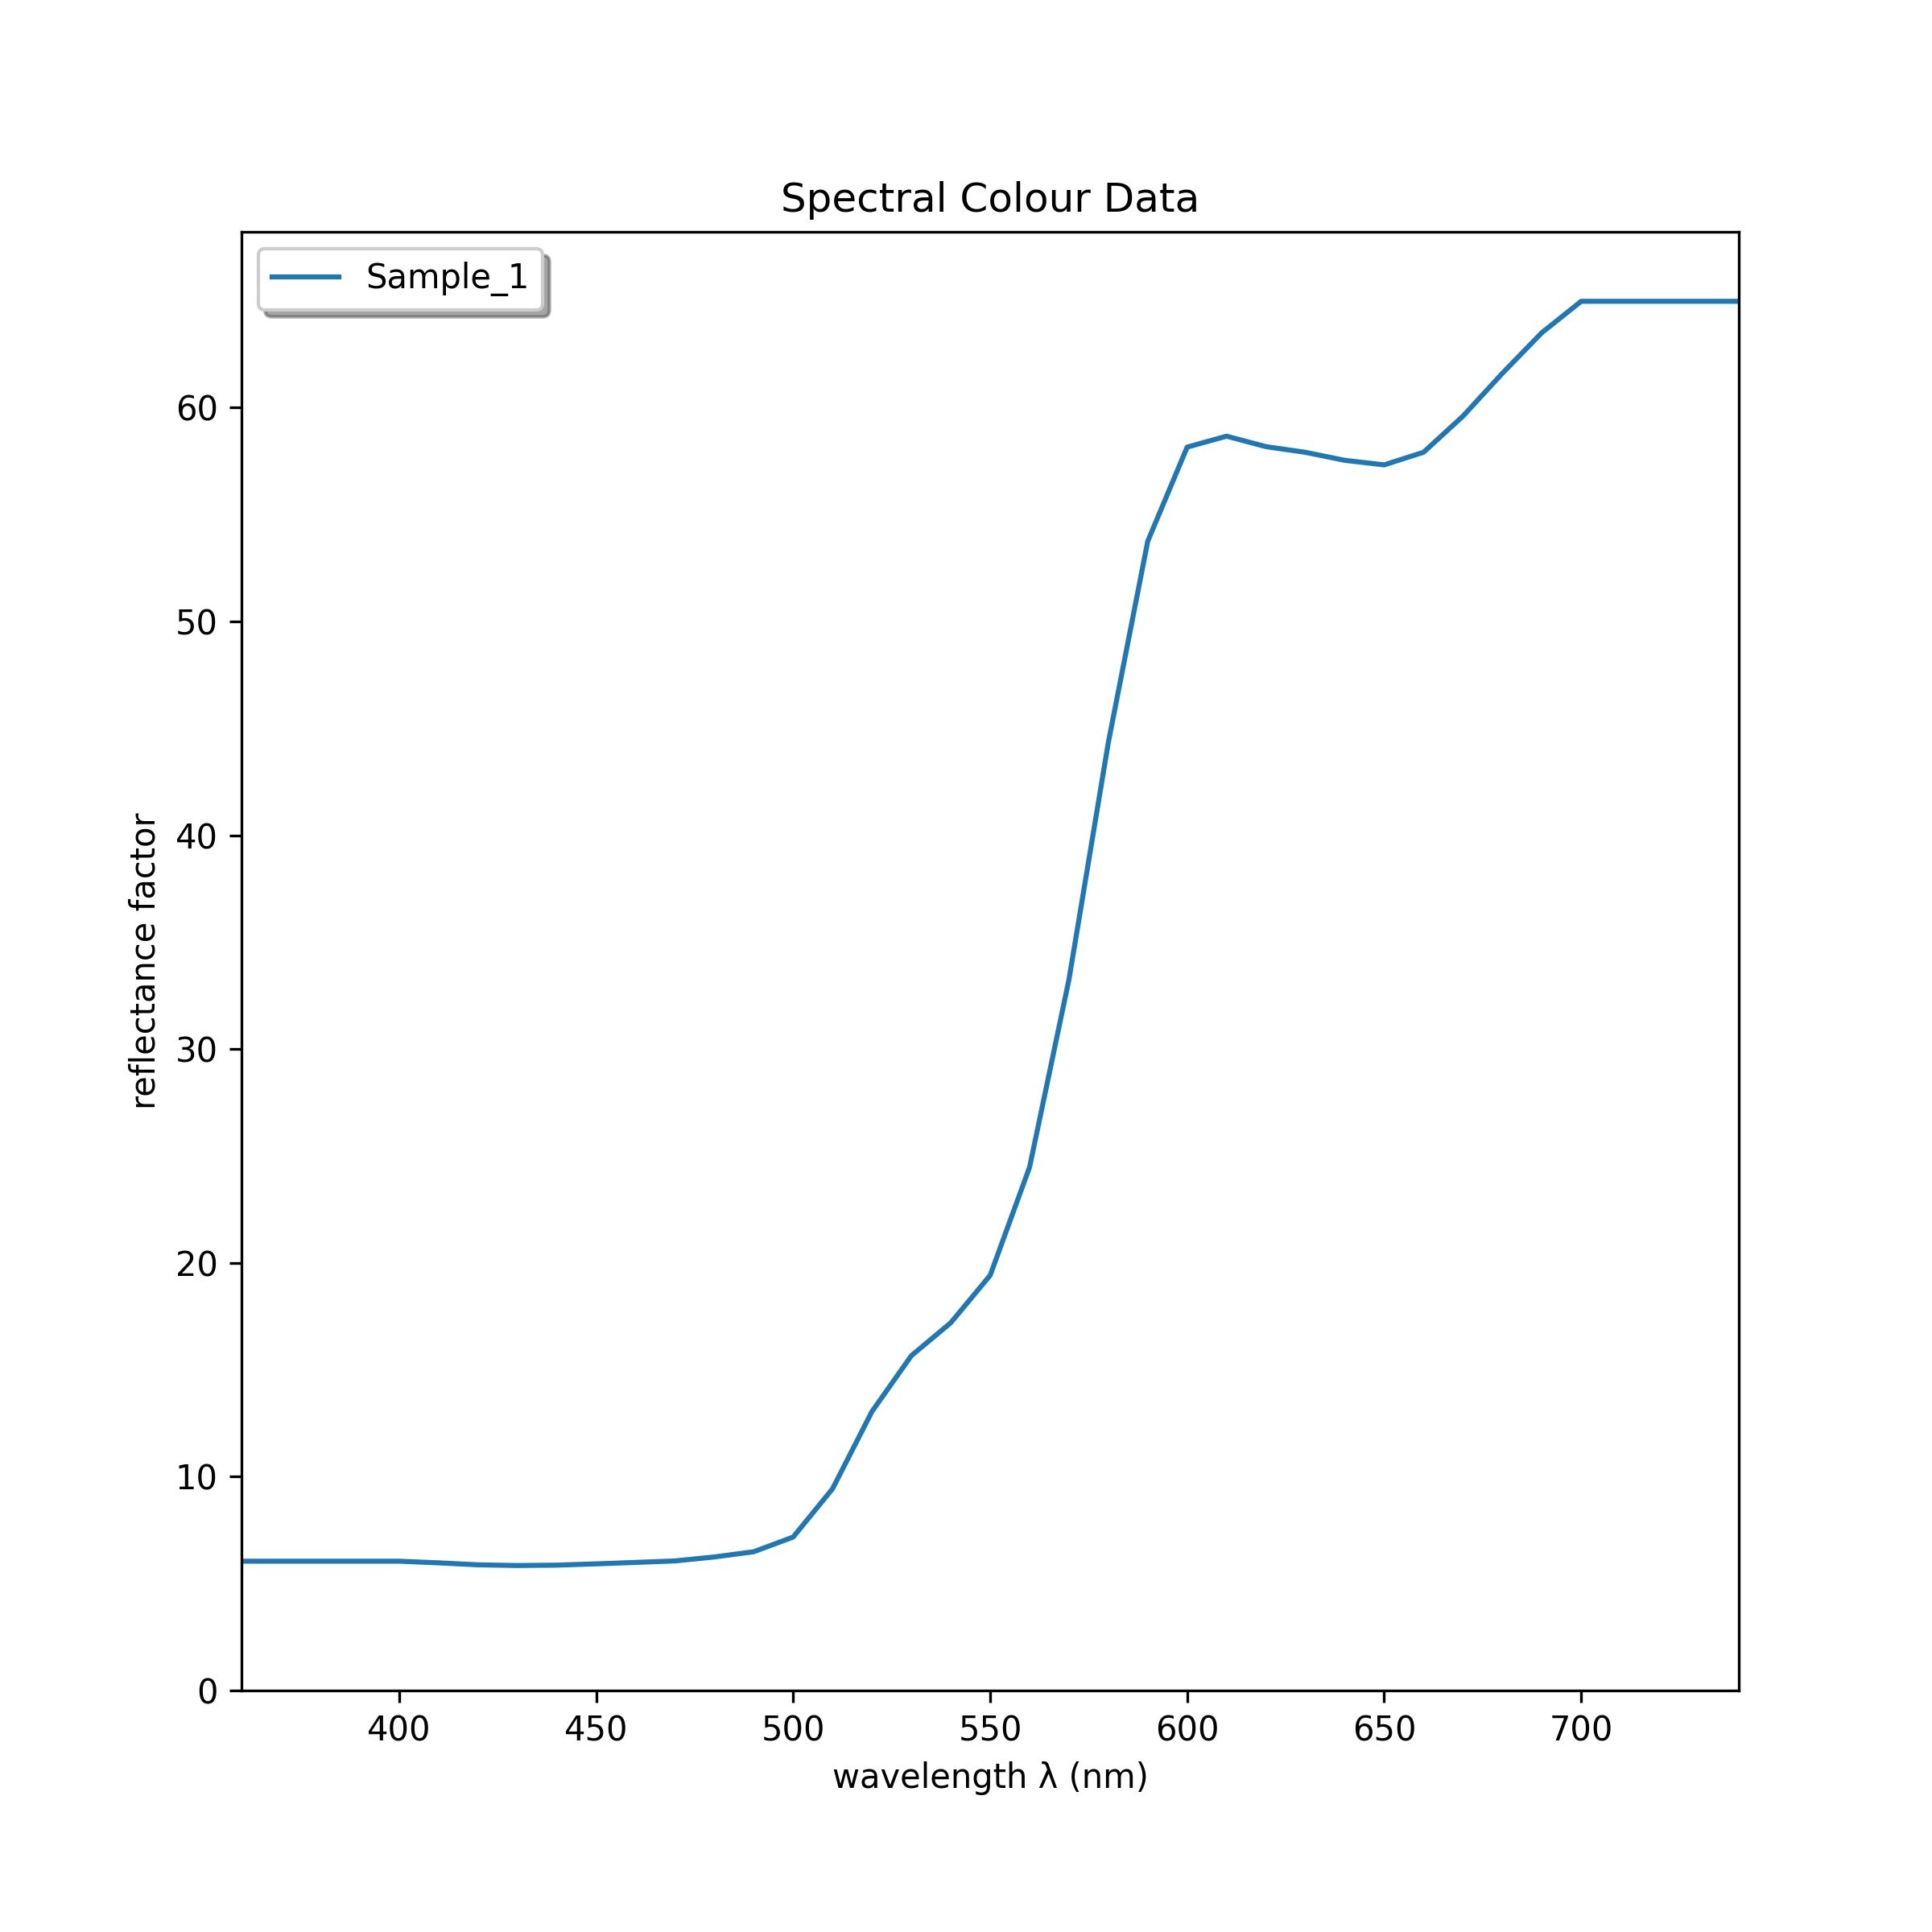 Spectral Colour Data
Sample_1
60
50
40
30
20
10
0
reflectance factor
400 450 500 550 600 650 700
wavelength λ (nm)